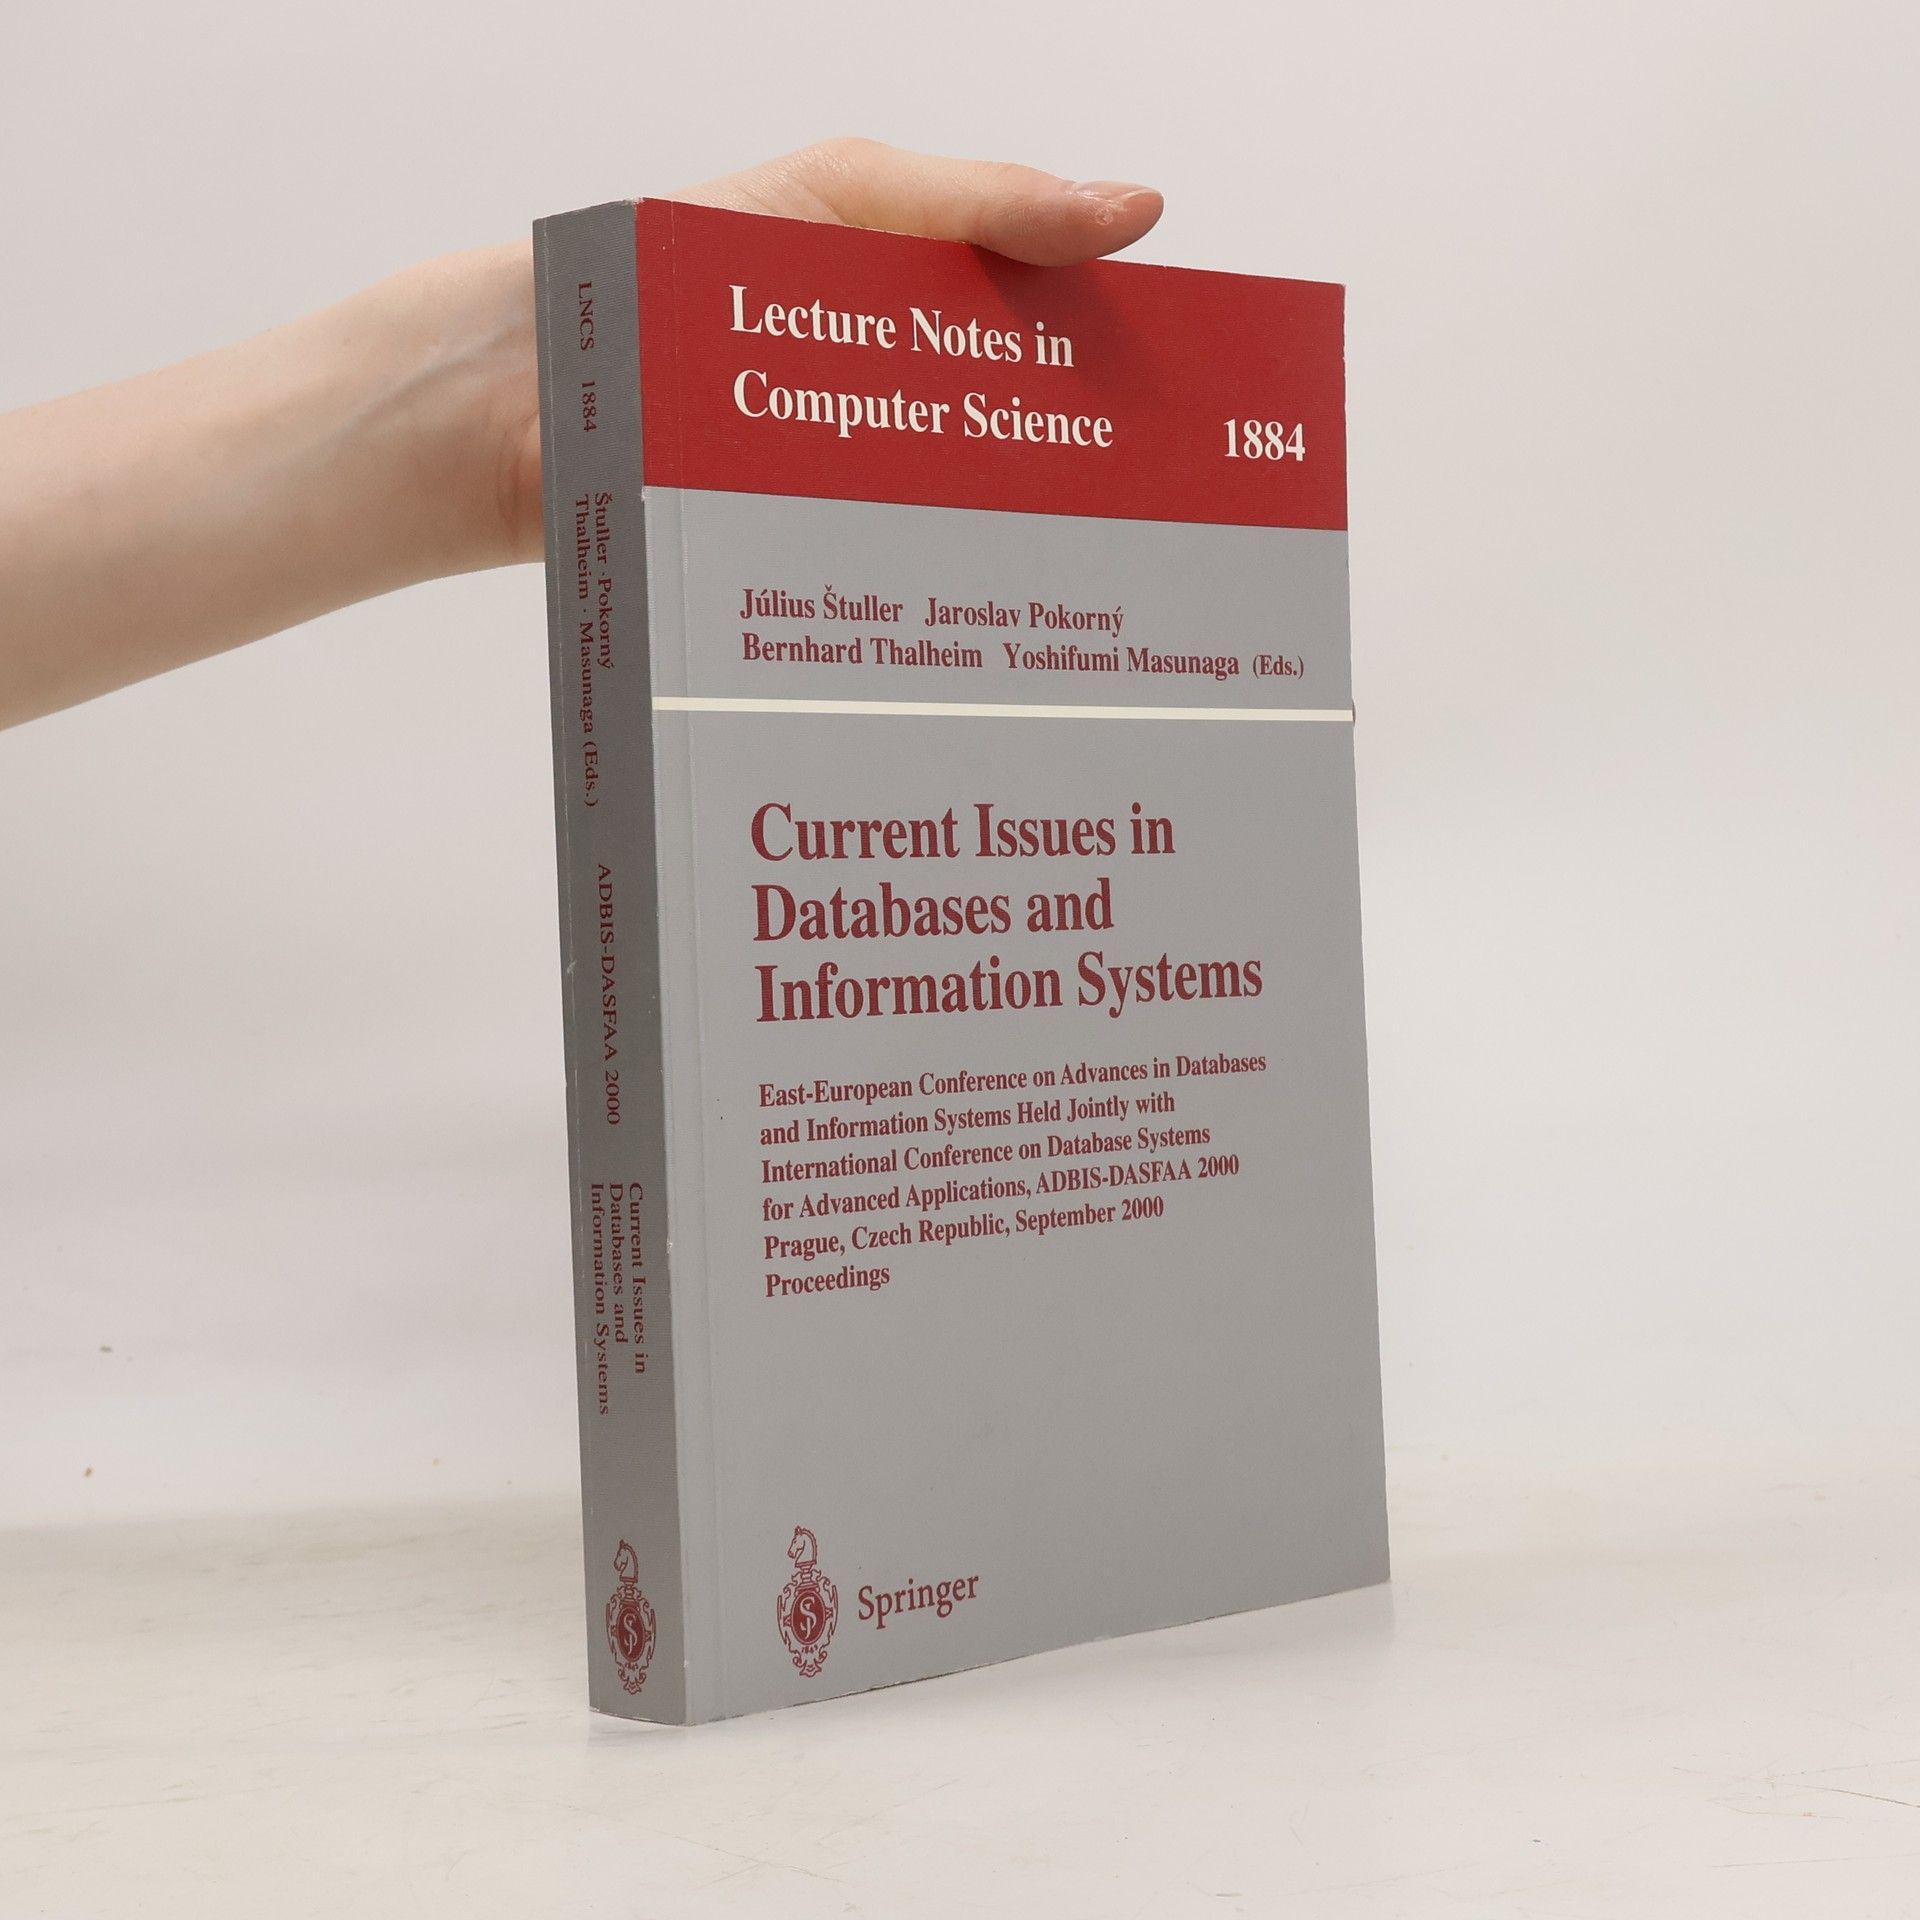 LNCS 1884
Štuller · Pokorný
Thalheim · Masunaga (Eds.)
ADBIS-DASFAA 2000
Current Issues in
Databases and
Information Systems
Lecture Notes in
Computer Science 1884
Július Štuller Jaroslav Pokorný
Bernhard Thalheim Yoshifumi Masunaga (Eds.)
Current Issues in
Databases and
Information Systems
East-European Conference on Advances in Databases
and Information Systems Held Jointly with
International Conference on Database Systems
for Advanced Applications, ADBIS-DASFAA 2000
Prague, Czech Republic, September 2000
Proceedings
Springer